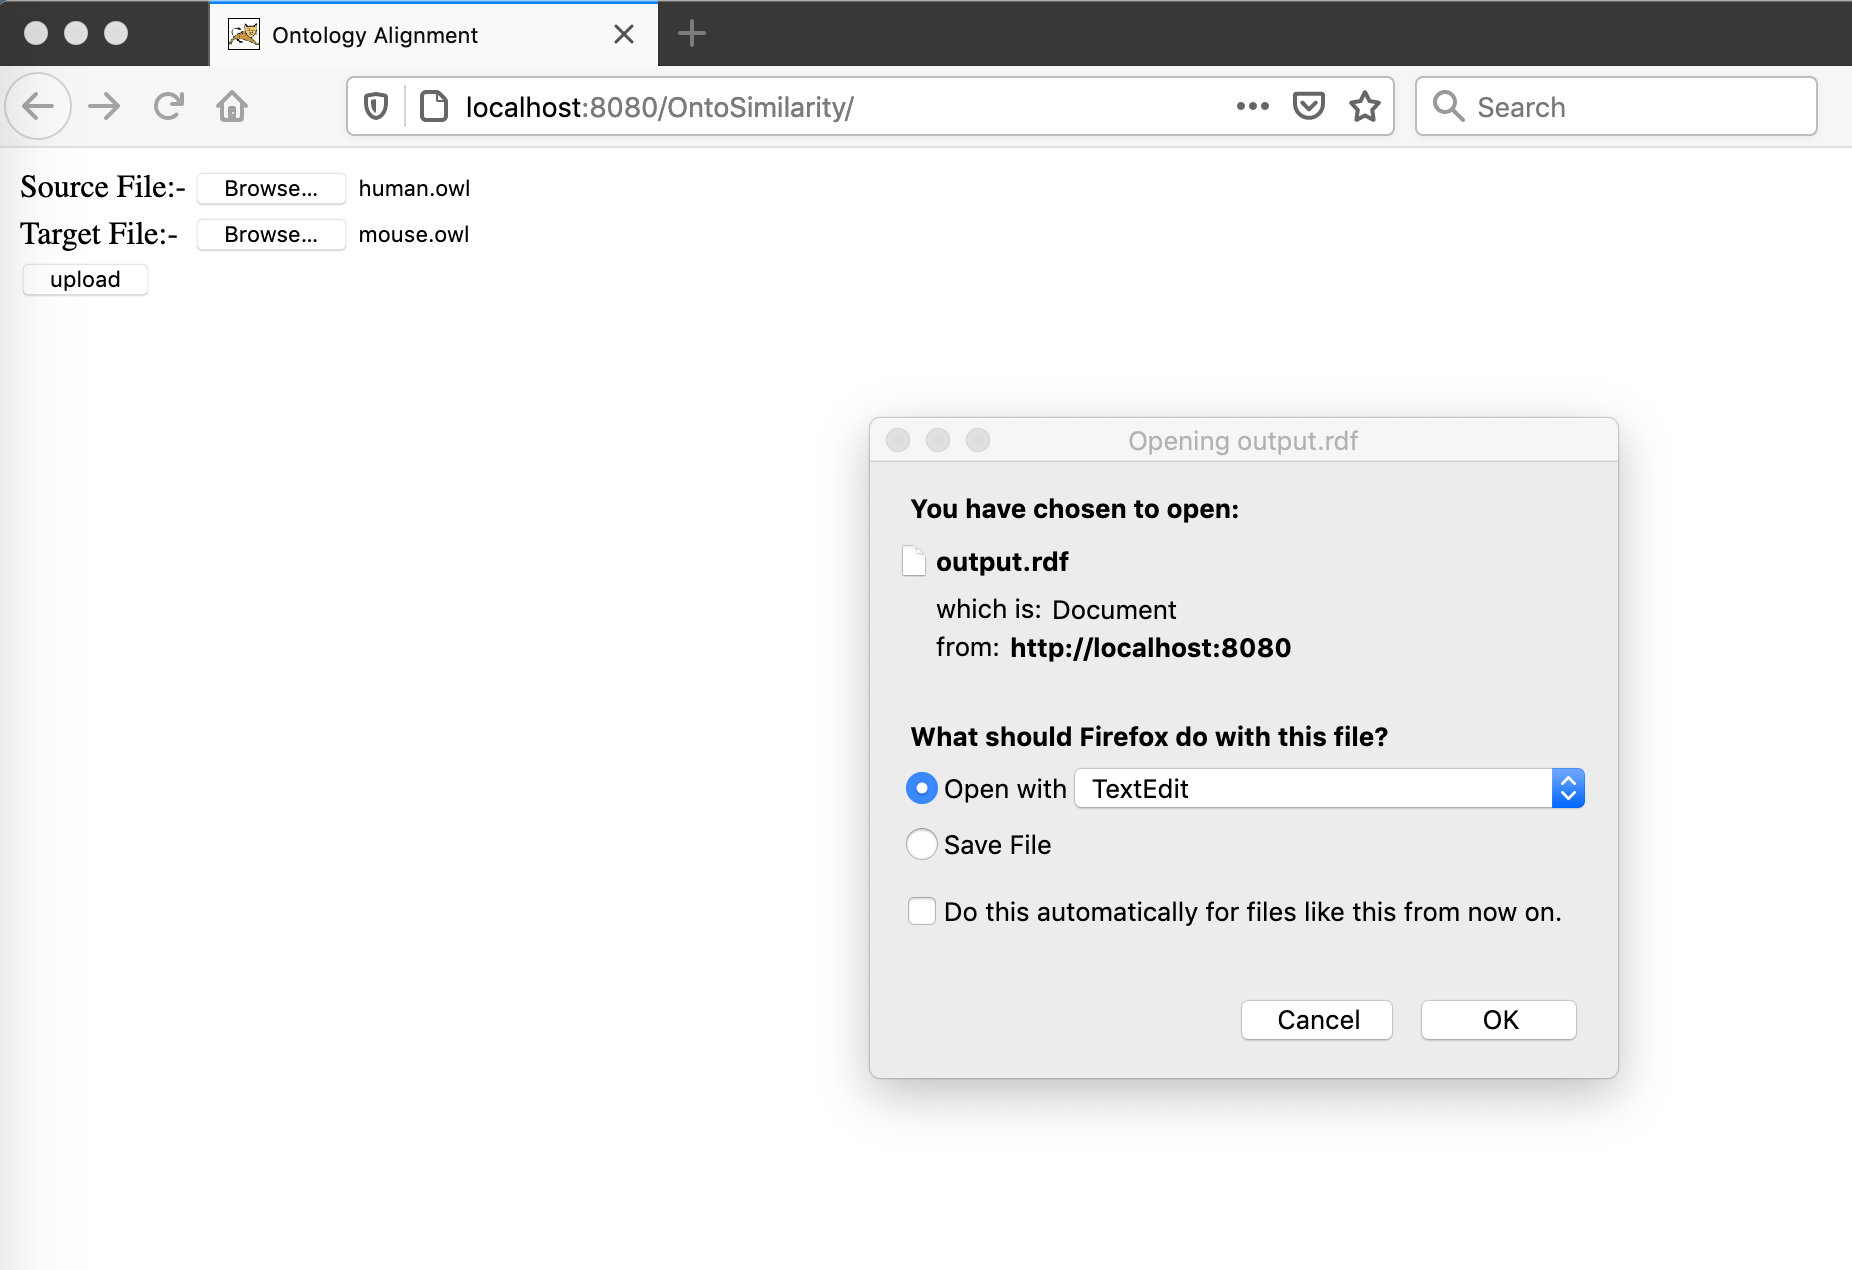 Ontology Alignment
localhost:8080/OntoSimilarity/
Search
Source File:- Browse... human.owl
Target File:- Browse... mouse.owl
upload
Opening output.rdf
You have chosen to open:
output.rdf
which is: Document
from: http://localhost:8080
What should Firefox do with this file?
Open with TextEdit
Save File
Do this automatically for files like this from now on.
Cancel OK